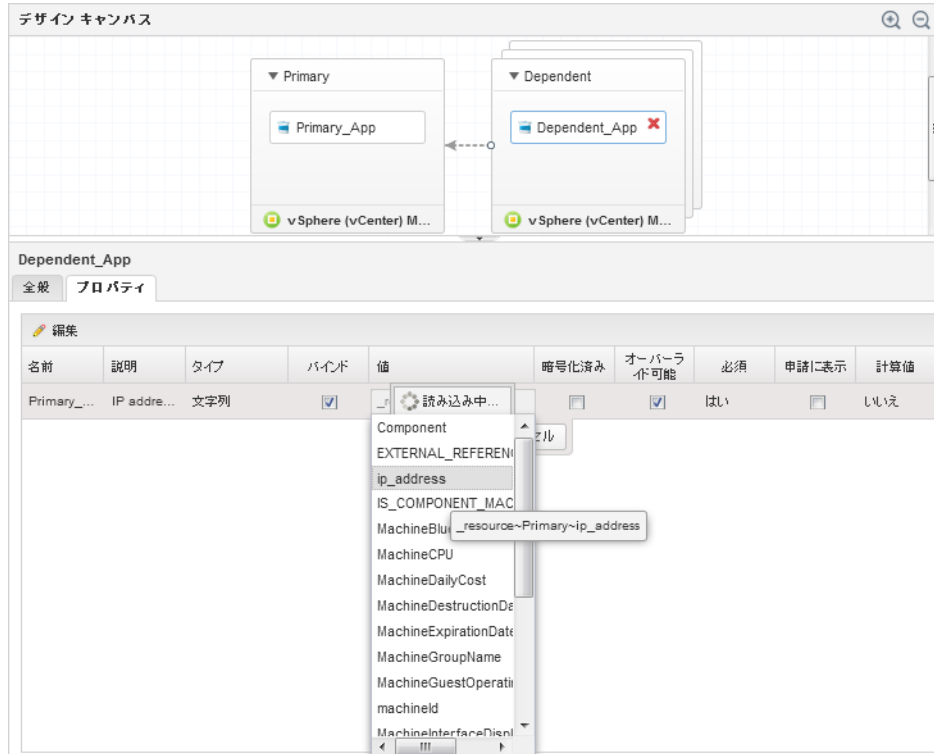 デザイン キャンバス
Primary
Dependent
Primary_App
Dependent_App
vSphere (vCenter) M...
vSphere (vCenter) M...
Dependent_App
全般
プロパティ
編集
名前
説明
タイプ
バインド
値
暗号化済み
オーバーラ
イド可能
必須
申請に表示
計算値
Primary_...
IP addre...
文字列
読み込み中...
はい
いいえ
Component
セル
EXTERNAL_REFEREN
ip_address
IS_COMPONENT_MAC
_resource~Primary~ip_address
MachineBlu
MachineCPU
MachineDailyCost
MachineDestructionDa
MachineExpirationDate
MachineGroupName
MachineGuestOperati
machineId
MachineInterfaceDispl